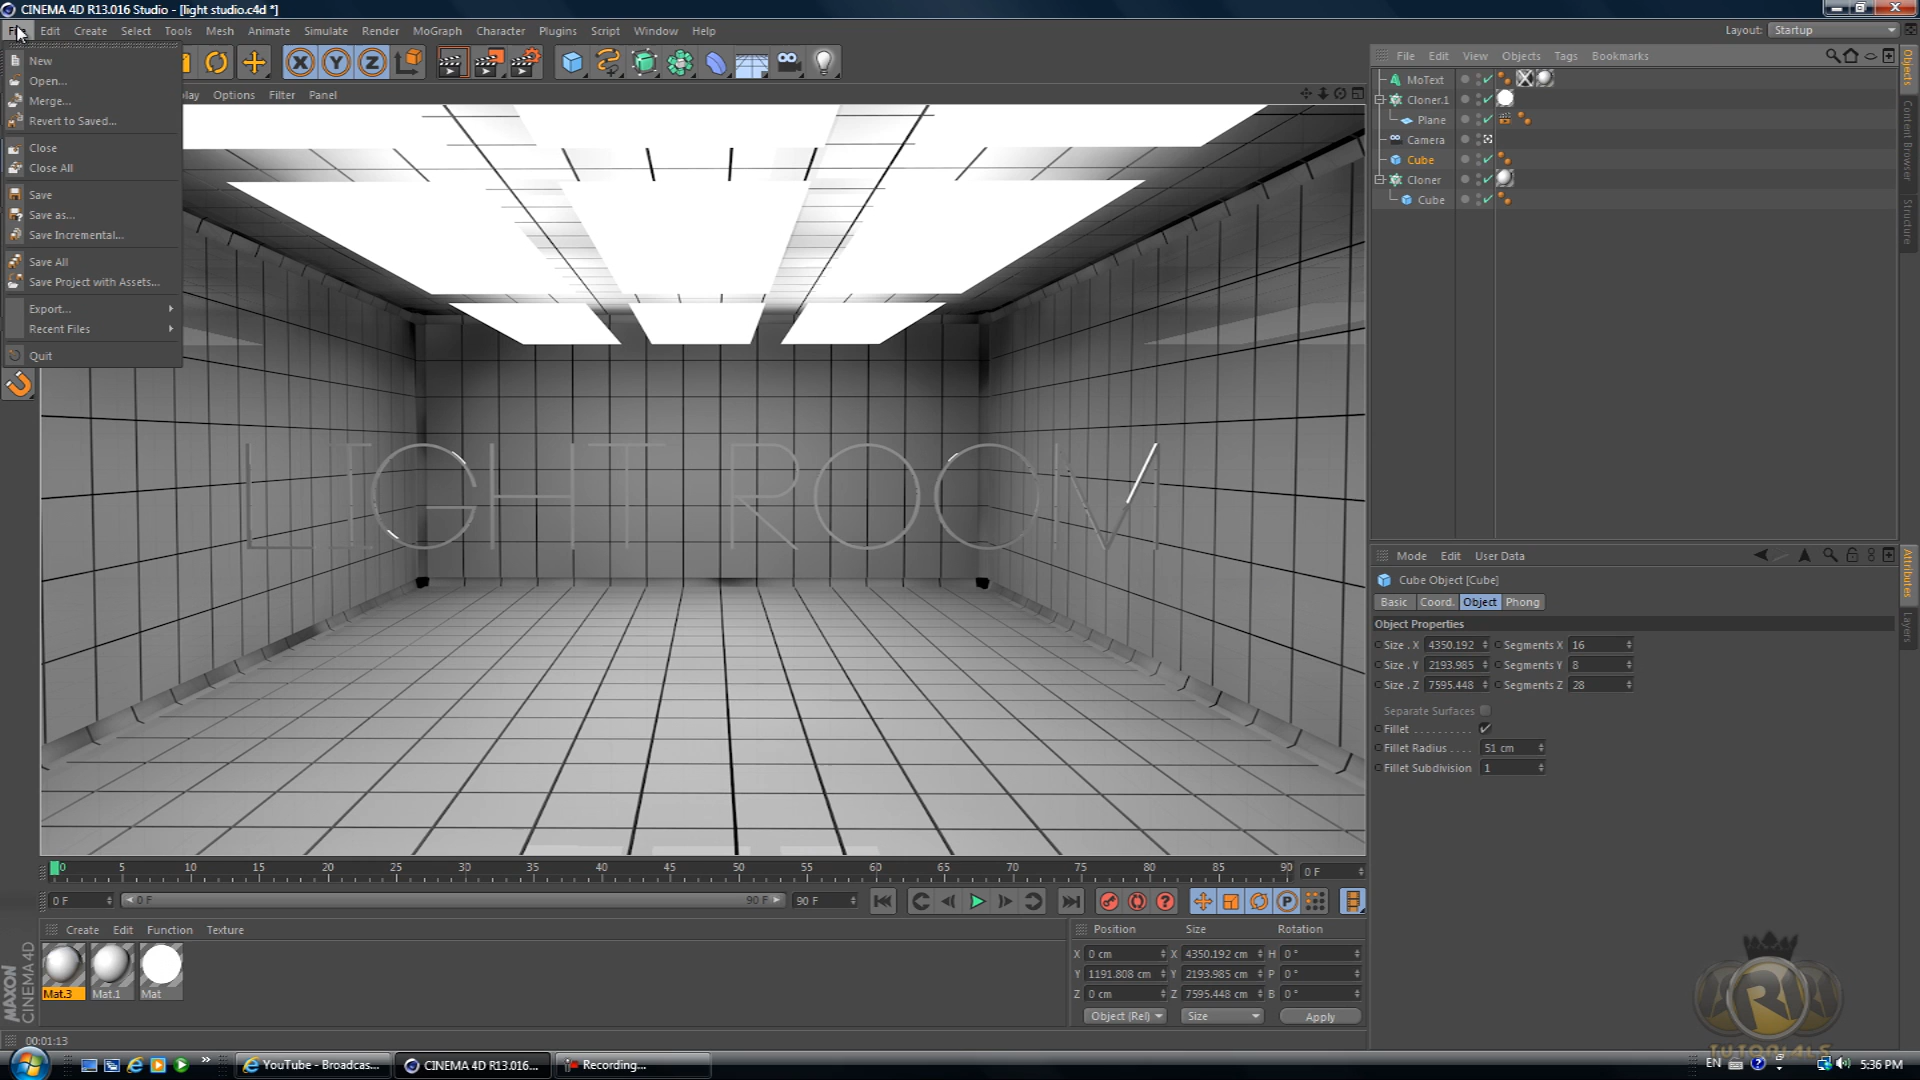 CINEMA 4D R13.016 Studio - [light studio.c4d *]
File Edit Create Select Tools Mesh Animate Simulate Render MoGraph Character Plugins Script Window Help
Layout: Startup
New
Open...
Merge...
Revert to Saved...
Close
Close All
Save
Save as...
Save Incremental...
Save All
Save Project with Assets...
Export...
Recent Files
Quit
Options Filter Panel
File Edit View Objects Tags Bookmarks
MoText
Cloner.1
Plane
Camera
Cube
Cloner
Cube
Objects
Content Browser
Structure
LIGHT ROOM
Mode Edit User Data
Cube Object [Cube]
Basic Coord. Object Phong
Object Properties
Size . X 4350.192 Segments X 16
Size . Y 2193.985 Segments Y 8
Size . Z 7595.448 Segments Z 28
Separate Surfaces
Fillet
Fillet Radius 51 cm
Fillet Subdivision 1
Attributes
Layers
0 5 10 15 20 25 30 35 40 45 50 55 60 65 70 75 80 85 90 0 F
0 F 0 F 90 F 90 F
Create Edit Function Texture
Mat.3 Mat.1 Mat
Position Size Rotation
X 0 cm X 4350.192 cm H 0 °
Y 1191.808 cm Y 2193.985 cm P 0 °
Z 0 cm Z 7595.448 cm B 0 °
Object (Rel) Size Apply
MAXON CINEMA 4D
00:01:13
R
TUTOR14LS
YouTube - Broadcas... CINEMA 4D R13.016... Recording...
EN 5:36 PM